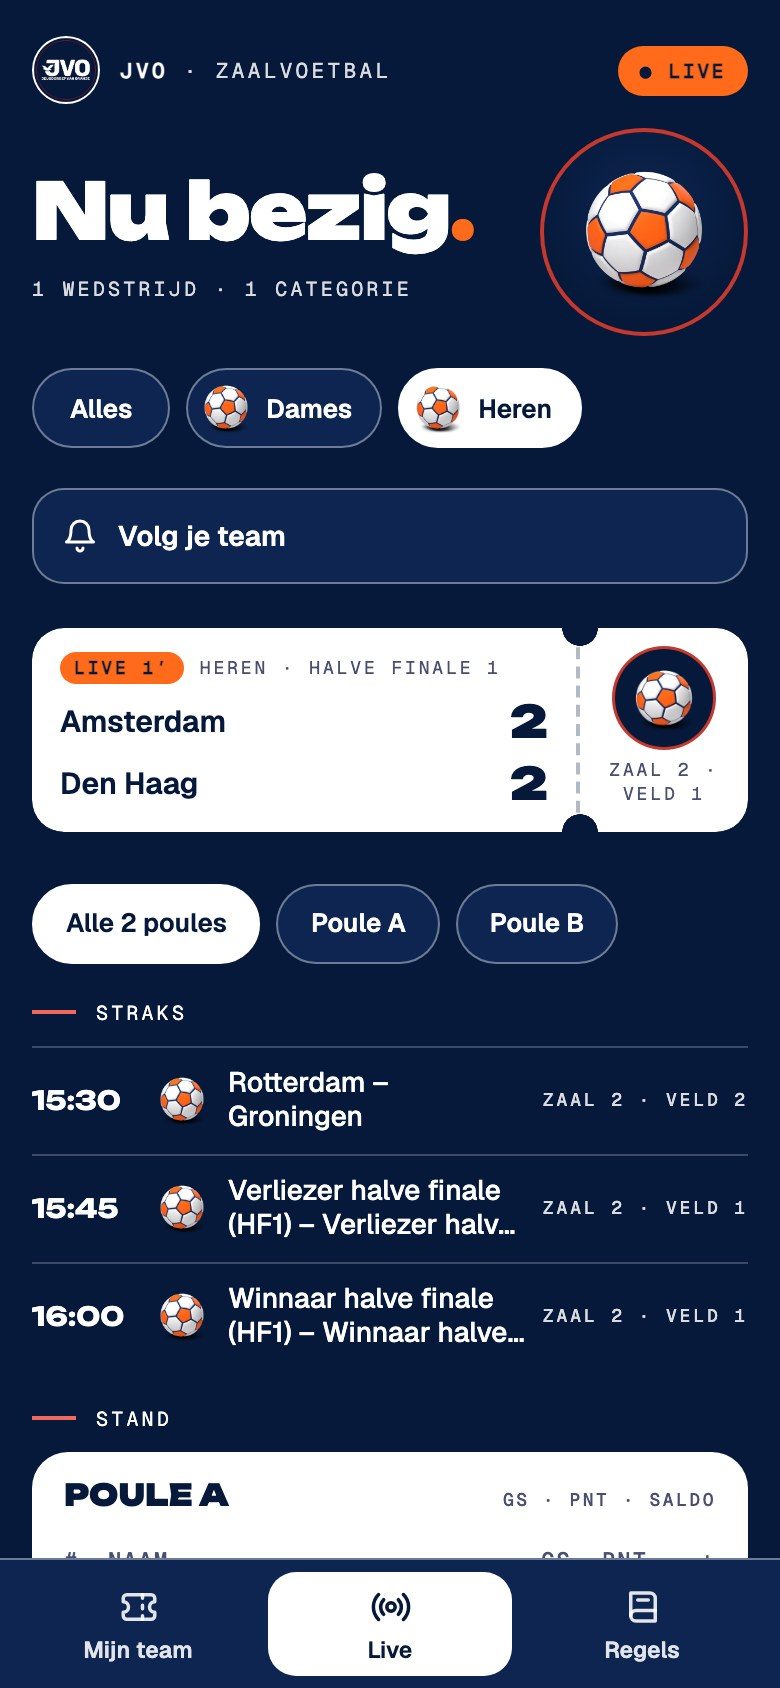 JVO
JVO · ZAALVOETBAL
● LIVE
Nu bezig.
1 WEDSTRIJD · 1 CATEGORIE
Alles
Dames
Heren
Volg je team
LIVE 1'
HEREN · HALVE FINALE 1
Amsterdam 2
Den Haag 2
ZAAL 2 ·
VELD 1
Alle 2 poules
Poule A
Poule B
STRAKS
15:30
Rotterdam –
Groningen
ZAAL 2 · VELD 2
15:45
Verliezer halve finale
(HF1) – Verliezer halv...
ZAAL 2 · VELD 1
16:00
Winnaar halve finale
(HF1) – Winnaar halve...
ZAAL 2 · VELD 1
STAND
POULE A
GS · PNT · SALDO
# NAAM GS PNT
Mijn team
Live
Regels